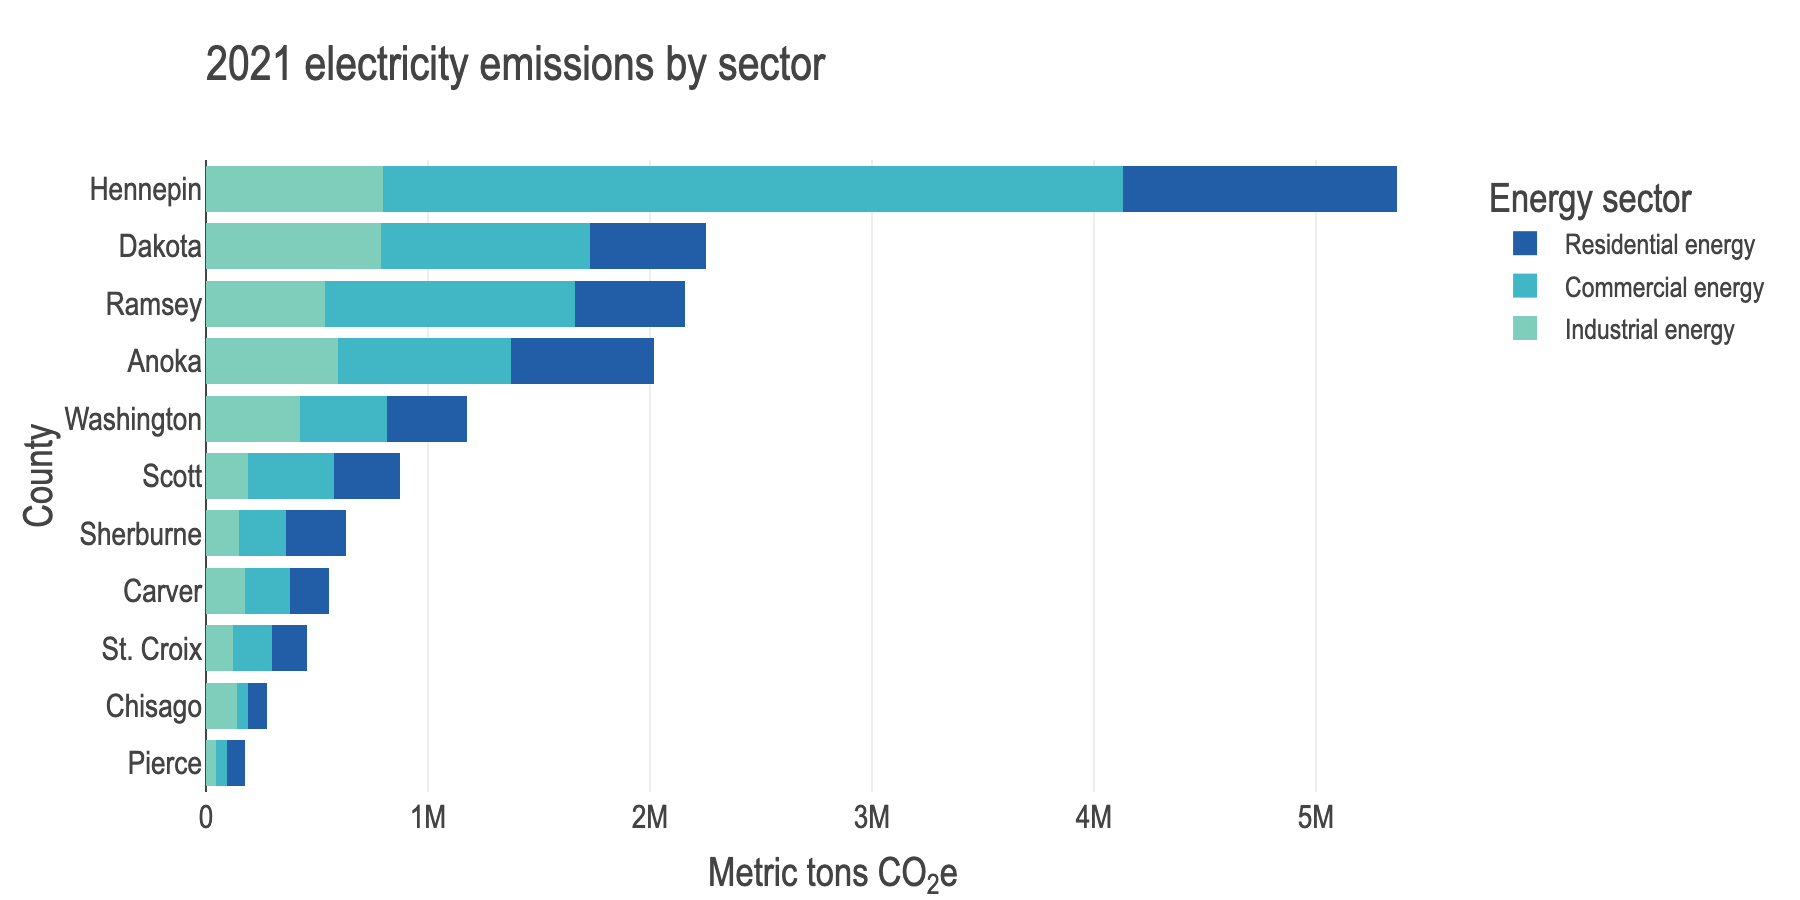 2021 electricity emissions by sector
Hennepin
Dakota
Ramsey
Anoka
Washington
Scott
Sherburne
Carver
St. Croix
Chisago
Pierce
County
0 1M 2M 3M 4M 5M
Metric tons CO₂e
Energy sector
Residential energy
Commercial energy
Industrial energy